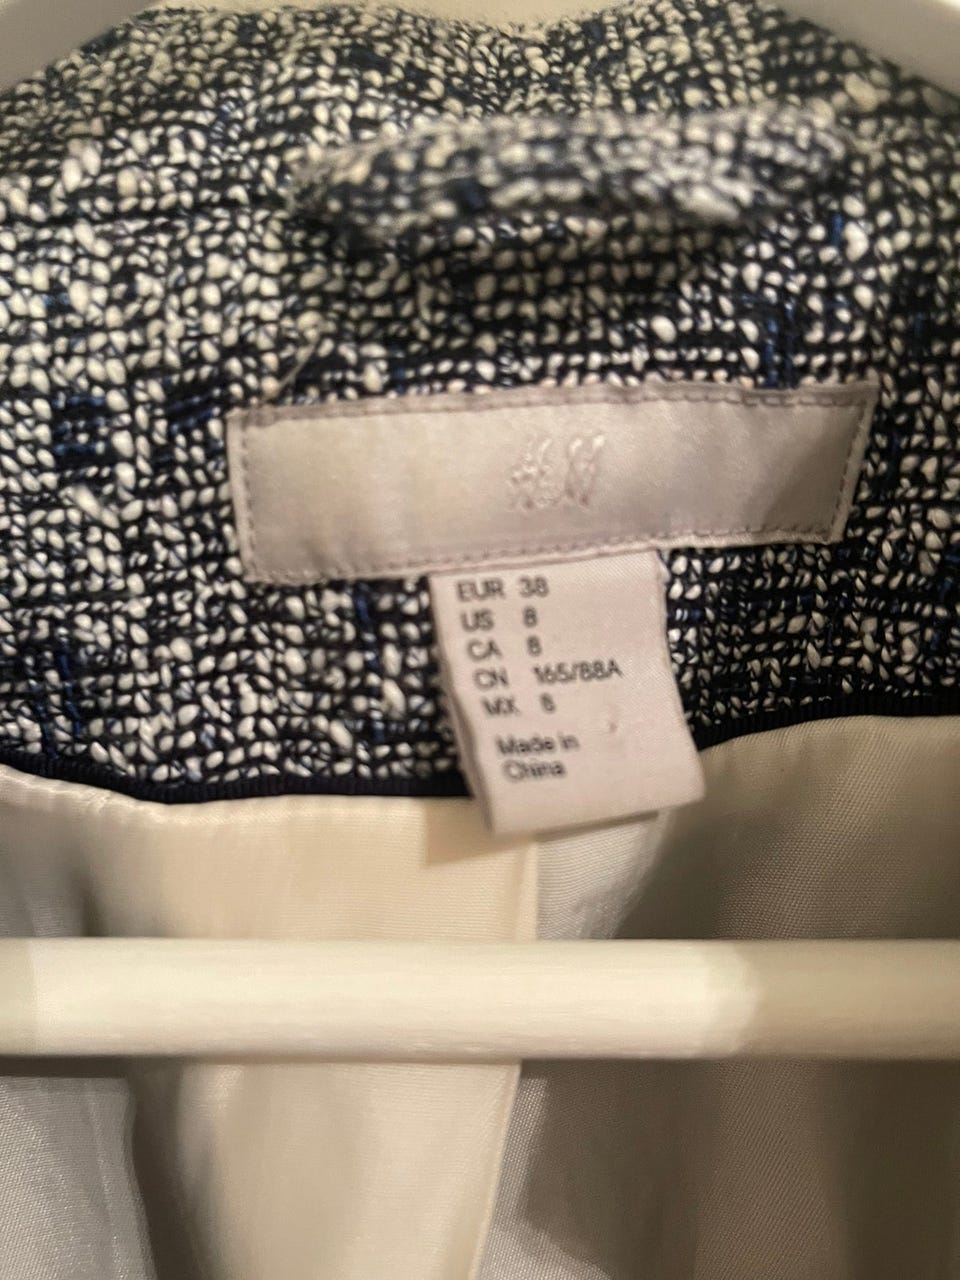 H&M
EUR 38
US 8
CA 8
CN 165/88A
MX 8
Made in
China